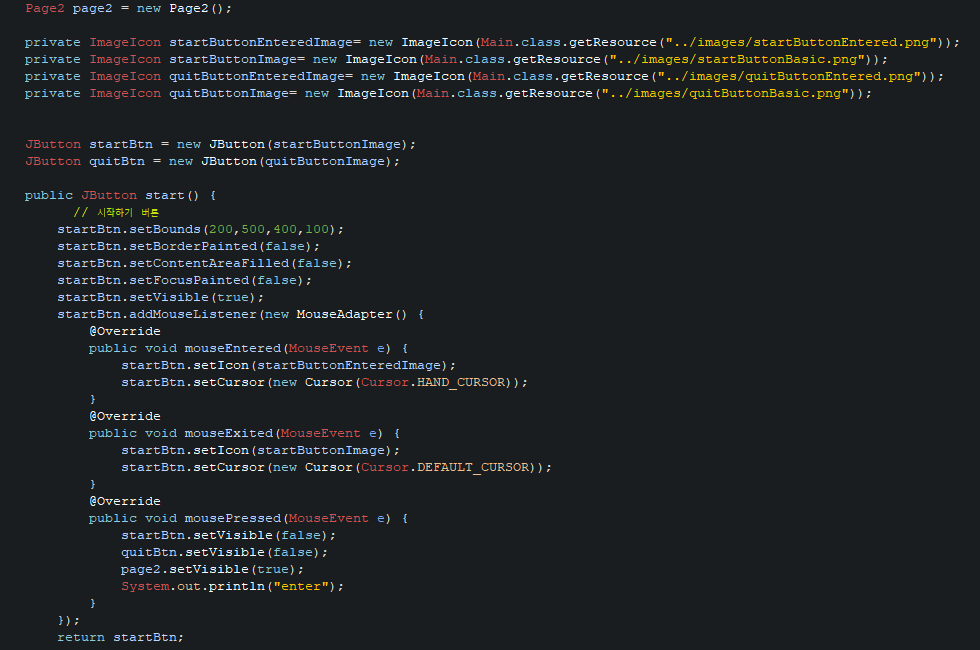 Page2 page2 = new Page2();
private ImageIcon startButtonEnteredImage= new ImageIcon(Main.class.getResource("../images/startButtonEntered.png"));
private ImageIcon startButtonImage= new ImageIcon(Main.class.getResource("../images/startButtonBasic.png"));
private ImageIcon quitButtonEnteredImage= new ImageIcon(Main.class.getResource("../images/quitButtonEntered.png"));
private ImageIcon quitButtonImage= new ImageIcon(Main.class.getResource("../images/quitButtonBasic.png"));
JButton startBtn = new JButton(startButtonImage);
JButton quitBtn = new JButton(quitButtonImage);
public JButton start() {
// 시작하기 버튼
startBtn.setBounds(200,500,400,100);
startBtn.setBorderPainted(false);
startBtn.setContentAreaFilled(false);
startBtn.setFocusPainted(false);
startBtn.setVisible(true);
startBtn.addMouseListener(new MouseAdapter() {
@Override
public void mouseEntered(MouseEvent e) {
startBtn.setIcon(startButtonEnteredImage);
startBtn.setCursor(new Cursor(Cursor.HAND_CURSOR));
}
@Override
public void mouseExited(MouseEvent e) {
startBtn.setIcon(startButtonImage);
startBtn.setCursor(new Cursor(Cursor.DEFAULT_CURSOR));
}
@Override
public void mousePressed(MouseEvent e) {
startBtn.setVisible(false);
quitBtn.setVisible(false);
page2.setVisible(true);
System.out.println("enter");
}
});
return startBtn;